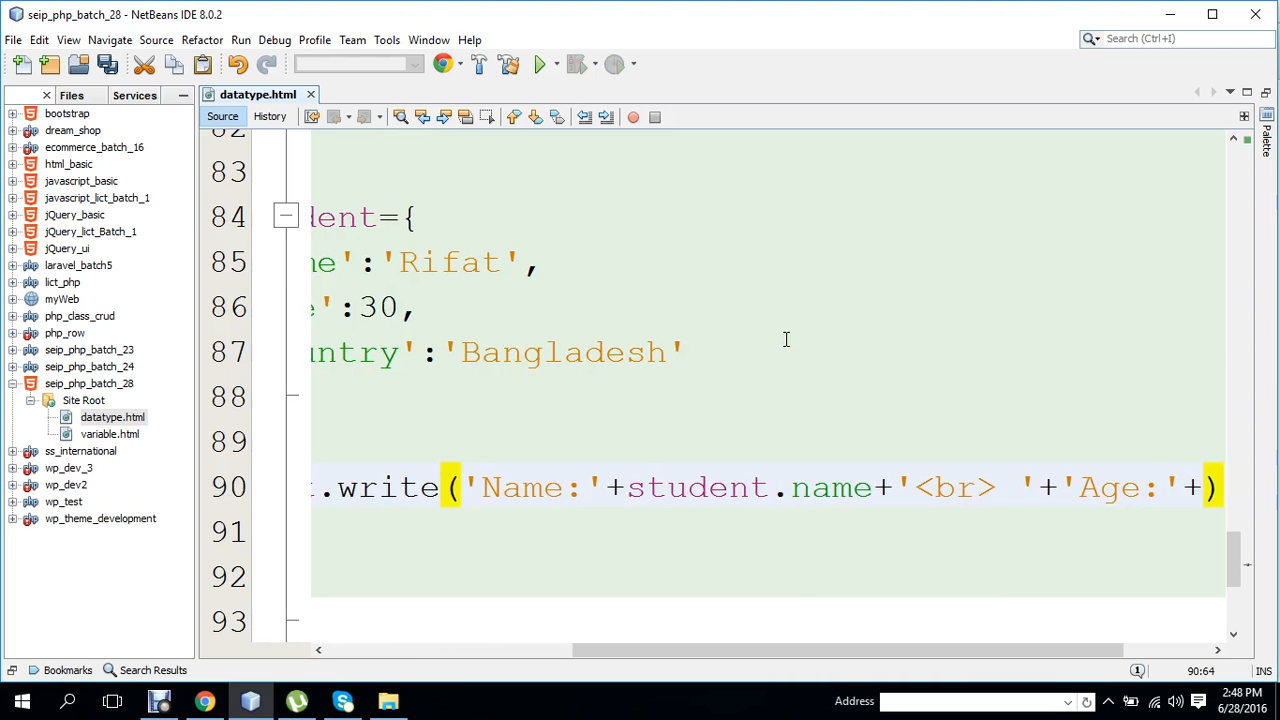 seip_php_batch_28 - NetBeans IDE 8.0.2
File Edit View Navigate Source Refactor Run Debug Profile Team Tools Window Help
Search (Ctrl+I)
Files Services
datatype.html
Source History
bootstrap
dream_shop
ecommerce_batch_16
html_basic
javascript_basic
javascript_lict_batch_1
jQuery_basic
jQuery_lict_Batch_1
jQuery_ui
laravel_batch5
lict_php
myWeb
php_class_crud
php_row
seip_php_batch_23
seip_php_batch_24
seip_php_batch_28
Site Root
datatype.html
variable.html
ss_international
wp_dev_3
wp_dev2
wp_test
wp_theme_development
82
83
84 dent={
85 me':'Rifat',
86 e':30,
87 untry':'Bangladesh'
88
89
90 t.write('Name:'+student.name+'<br> '+'Age:'+)
91
92
93
Palette
Bookmarks Search Results
1 90:64 INS
Address
2:48 PM
6/28/2016